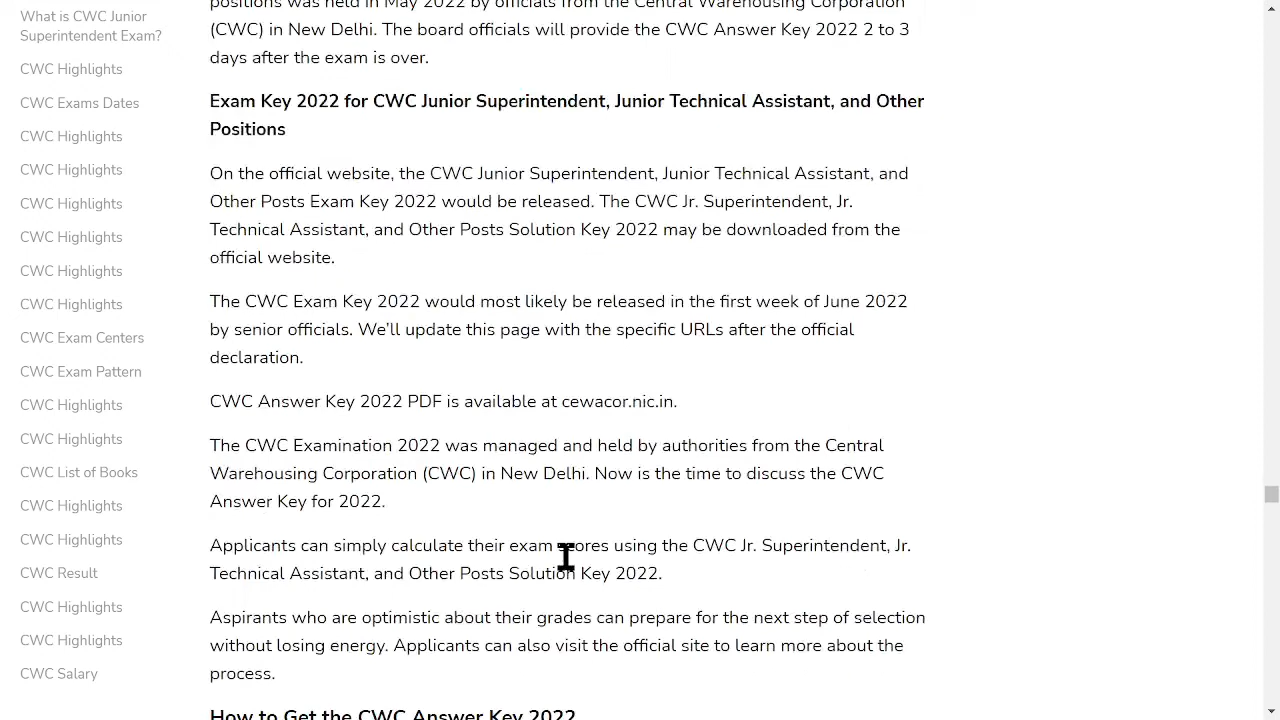 What is CWC Junior
Superintendent Exam?
CWC Highlights
CWC Exams Dates
CWC Highlights
CWC Highlights
CWC Highlights
CWC Highlights
CWC Highlights
CWC Highlights
CWC Exam Centers
CWC Exam Pattern
CWC Highlights
CWC Highlights
CWC List of Books
CWC Highlights
CWC Highlights
CWC Result
CWC Highlights
CWC Highlights
CWC Salary
positions was held in May 2022 by officials from the Central Warehousing Corporation
(CWC) in New Delhi. The board officials will provide the CWC Answer Key 2022 2 to 3
days after the exam is over.
Exam Key 2022 for CWC Junior Superintendent, Junior Technical Assistant, and Other
Positions
On the official website, the CWC Junior Superintendent, Junior Technical Assistant, and
Other Posts Exam Key 2022 would be released. The CWC Jr. Superintendent, Jr.
Technical Assistant, and Other Posts Solution Key 2022 may be downloaded from the
official website.
The CWC Exam Key 2022 would most likely be released in the first week of June 2022
by senior officials. We'll update this page with the specific URLs after the official
declaration.
CWC Answer Key 2022 PDF is available at cewacor.nic.in.
The CWC Examination 2022 was managed and held by authorities from the Central
Warehousing Corporation (CWC) in New Delhi. Now is the time to discuss the CWC
Answer Key for 2022.
Applicants can simply calculate their exam scores using the CWC Jr. Superintendent, Jr.
Technical Assistant, and Other Posts Solution Key 2022.
Aspirants who are optimistic about their grades can prepare for the next step of selection
without losing energy. Applicants can also visit the official site to learn more about the
process.
How to Get the CWC Answer Key 2022